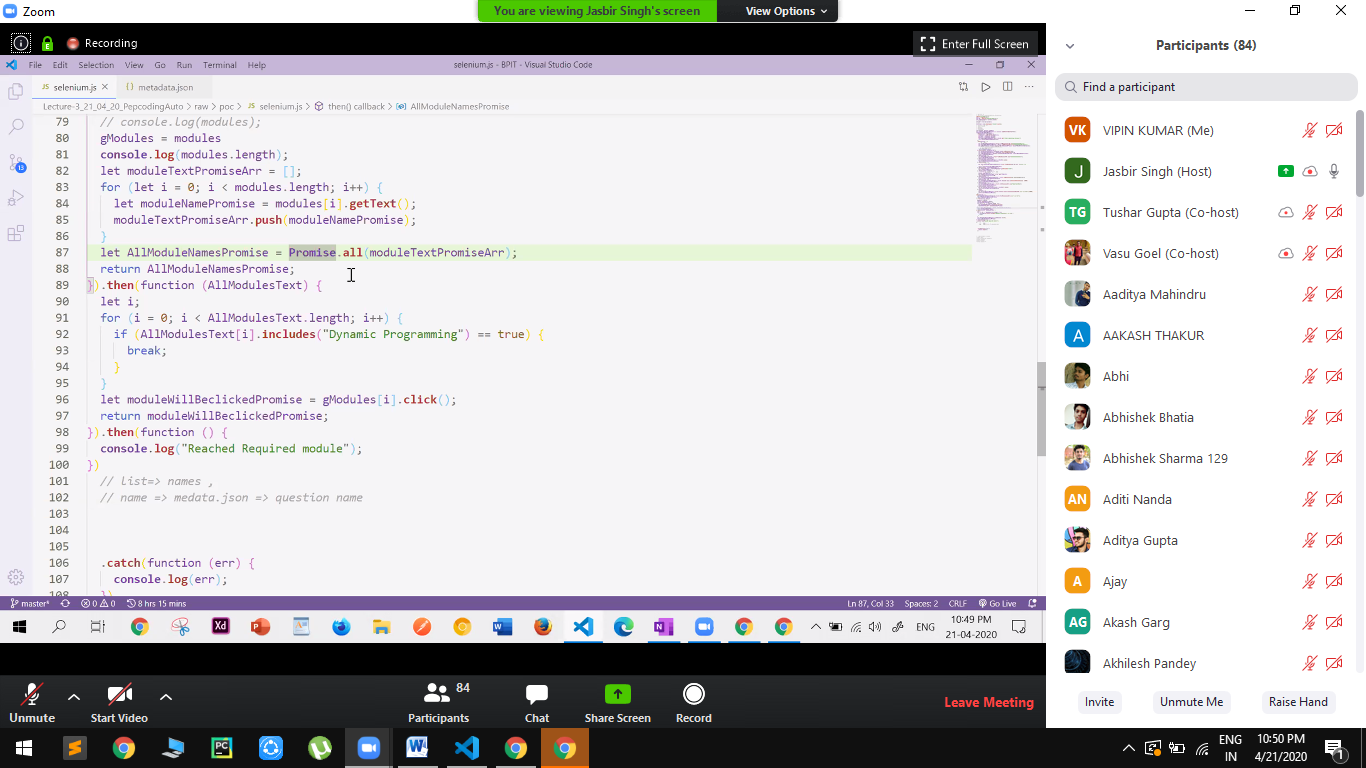 Zoom
You are viewing Jasbir Singh's screen
View Options
Recording
Enter Full Screen
File Edit Selection View Go Run Terminal Help
selenium.js - BPIT - Visual Studio Code
JS selenium.js
{} metadata.json
Lecture-3_21_04_20_PepcodingAuto > raw > poc > JS selenium.js > then() callback > AllModuleNamesPromise
79 // console.log(modules);
80 gModules = modules
81 console.log(modules.length);
82 let moduleTextPromiseArr = [];
83 for (let i = 0; i < modules.length; i++) {
84 let moduleNamePromise = modules[i].getText();
85 moduleTextPromiseArr.push(moduleNamePromise);
86 }
87 let AllModuleNamesPromise = Promise.all(moduleTextPromiseArr);
88 return AllModuleNamesPromise;
89 }).then(function (AllModulesText) {
90 let i;
91 for (i = 0; i < AllModulesText.length; i++) {
92 if (AllModulesText[i].includes("Dynamic Programming") == true) {
93 break;
94 }
95 }
96 let moduleWillBeclickedPromise = gModules[i].click();
97 return moduleWillBeclickedPromise;
98 }).then(function () {
99 console.log("Reached Required module");
100 })
101 // list=> names ,
102 // name => medata.json => question name
103
104
105
106 .catch(function (err) {
107 console.log(err);
108 })
13
master* 0 0 8 hrs 15 mins
Ln 87, Col 33 Spaces: 2 CRLF Go Live
ENG
10:49 PM
21-04-2020
Participants (84)
Find a participant
VK VIPIN KUMAR (Me)
J Jasbir Singh (Host)
TG Tushar Gupta (Co-host)
Vasu Goel (Co-host)
Aaditya Mahindru
A AAKASH THAKUR
Abhi
Abhishek Bhatia
Abhishek Sharma 129
AN Aditi Nanda
Aditya Gupta
A Ajay
AG Akash Garg
Akhilesh Pandey
Invite
Unmute Me
Raise Hand
Unmute
Start Video
84
Participants
Chat
Share Screen
Record
Leave Meeting
ENG
IN
10:50 PM
4/21/2020
1